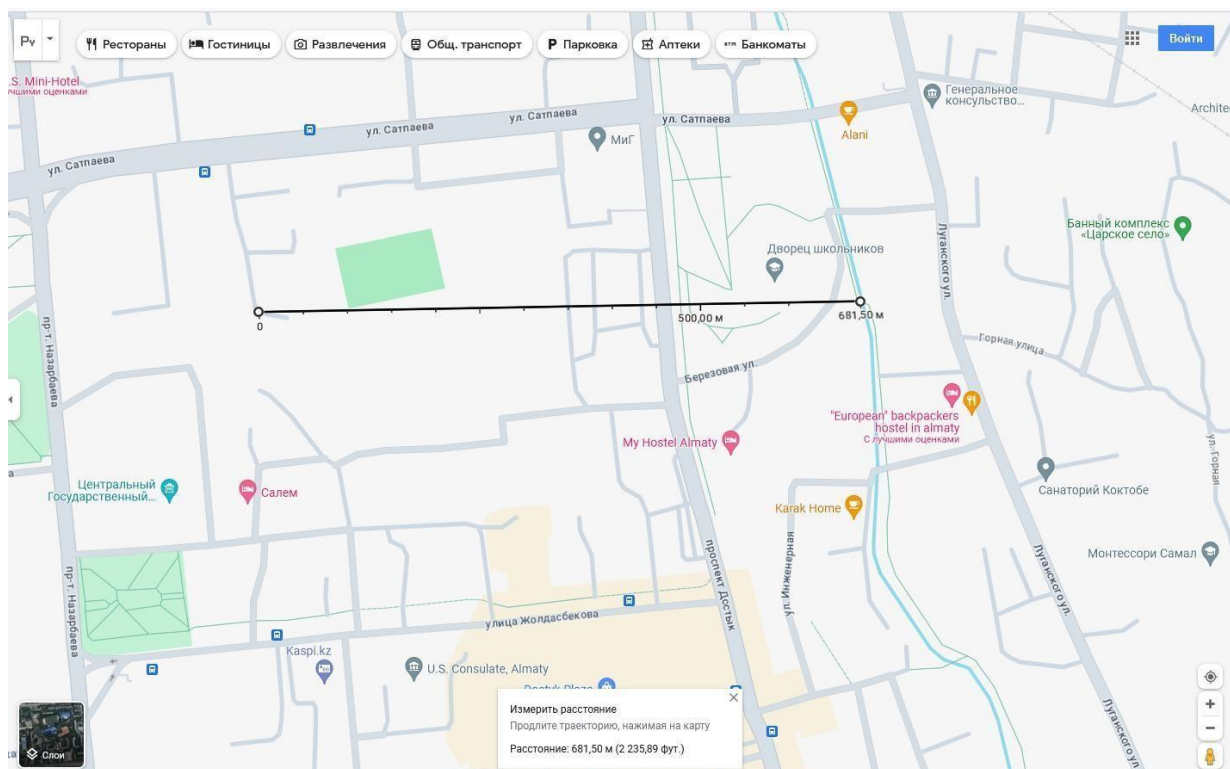 Рестораны
Гостиницы
Развлечения
Общ. транспорт
P Парковка
Аптеки
Банкоматы
Войти
.S. Mini-Hotel
учшими оценками
Генеральное
консульство...
Archite
Alani
МиГ
ул. Сатпаева
ул. Сатпаева
ул. Сатпаева
ул. Сатпаева
Банный комплекс
«Царское село»
Дворец школьников
Луганского ул.
0
500,00 м
681,50 м
пр-т. Назарбаева
Горная улица
Березовая ул.
"European" backpackers
hostel in almaty
С лучшими оценками
My Hostel Almaty
ул. Горная
Центральный
Государственный...
Салем
Санаторий Коктобе
Karak Home
Монтессори Самал
проспект Достык
ул. Инженерная
Луганского ул.
пр-т. Назарбаева
улица Жолдасбекова
Kaspi.kz
U.S. Consulate, Almaty
Dostyk Plaza
Измерить расстояние
Продлите траекторию, нажимая на карту
Расстояние: 681,50 м (2 235,89 фут.)
Слои